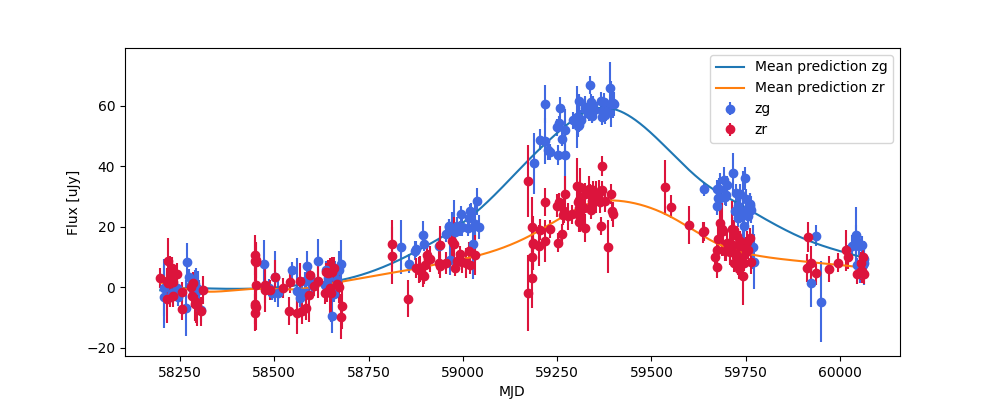 Mean prediction zg
Mean prediction zr
zg
zr
Flux [uJy]
60
40
20
0
−20
58250 58500 58750 59000 59250 59500 59750 60000
MJD